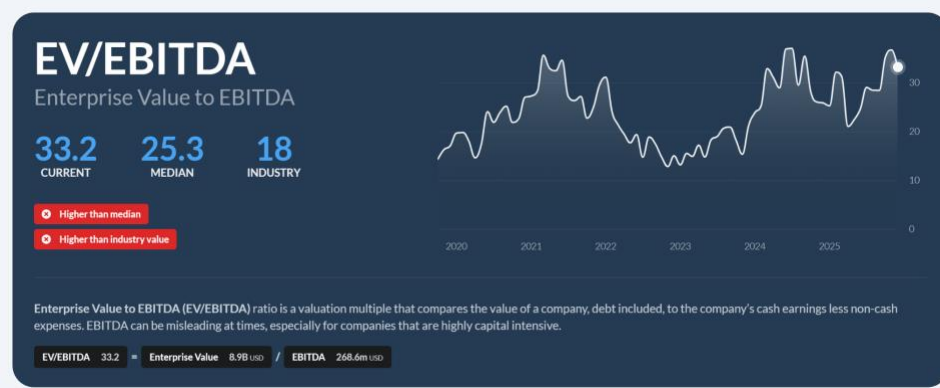 EV/EBITDA
Enterprise Value to EBITDA
33.2 25.3 18
CURRENT MEDIAN INDUSTRY
Higher than median
Higher than industry value
30
20
10
0
2020 2021 2022 2023 2024 2025
Enterprise Value to EBITDA (EV/EBITDA) ratio is a valuation multiple that compares the value of a company, debt included, to the company's cash earnings less non-cash
expenses. EBITDA can be misleading at times, especially for companies that are highly capital intensive.
EV/EBITDA 33.2 = Enterprise Value 8.9B USD / EBITDA 268.6m USD